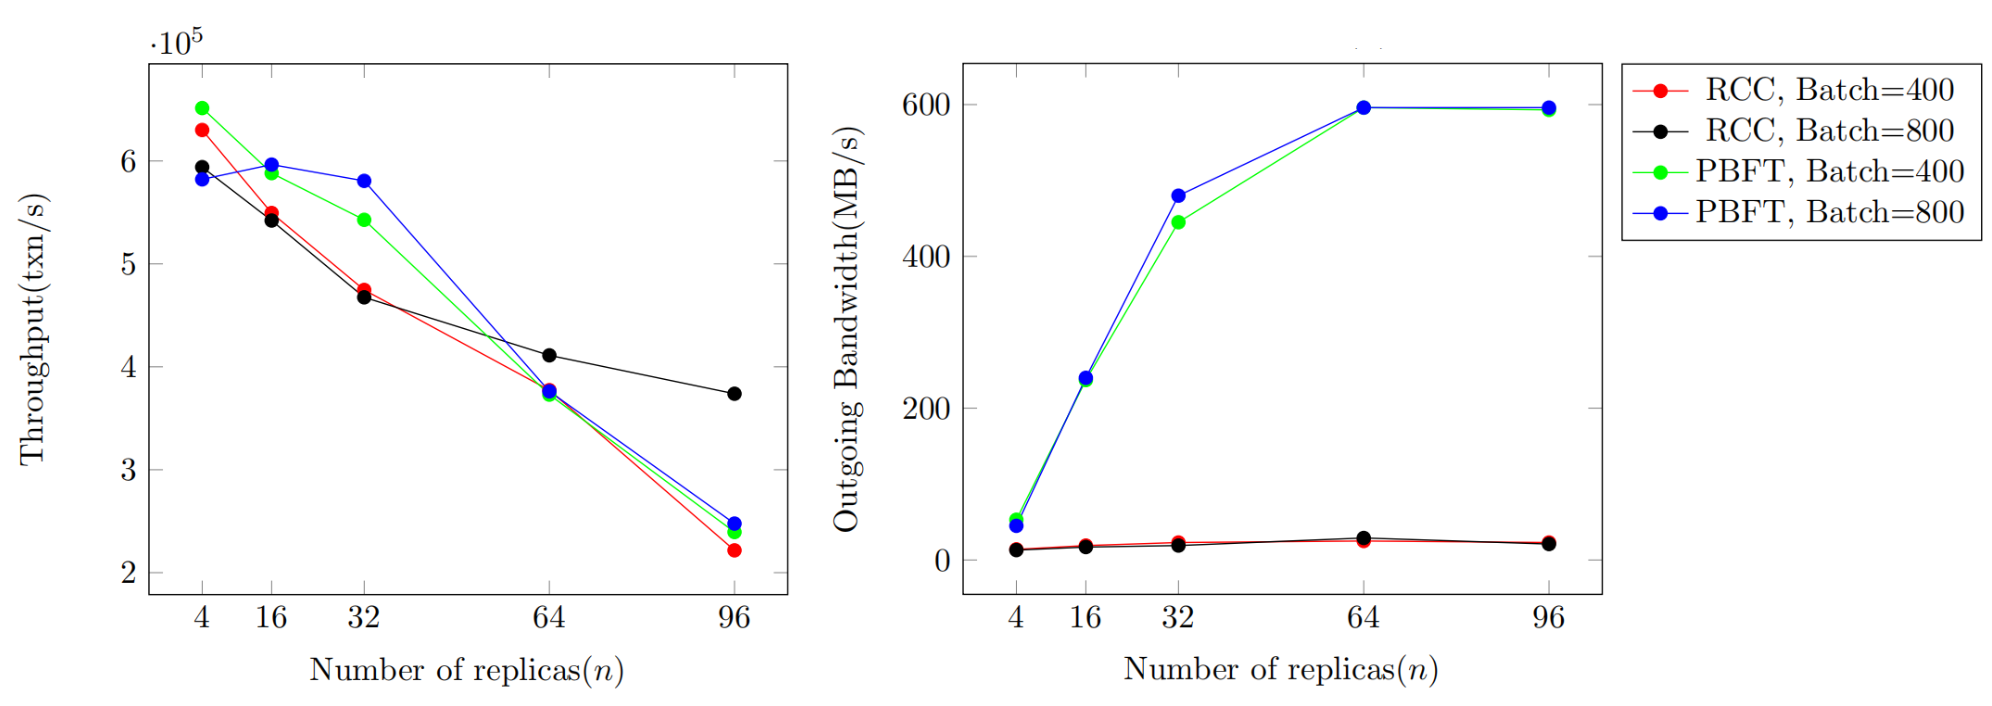 ·10⁵
6
5
4
3
2
4 16 32 64 96
Throughput(txn/s)
Number of replicas(n)
600
400
200
0
4 16 32 64 96
Outgoing Bandwidth(MB/s)
Number of replicas(n)
RCC, Batch=400
RCC, Batch=800
PBFT, Batch=400
PBFT, Batch=800